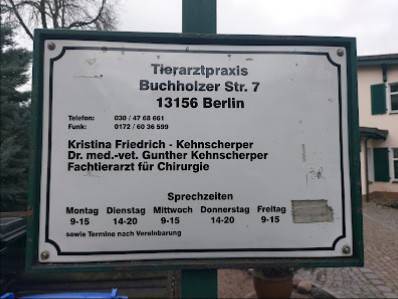 Tierarztpraxis
Buchholzer Str. 7
13156 Berlin
Telefon: 030 / 47 68 661
Funk: 0172 / 60 36 599
Kristina Friedrich - Kehnscherper
Dr. med.-vet. Gunther Kehnscherper
Fachtierarzt für Chirurgie
Sprechzeiten
Montag Dienstag Mittwoch Donnerstag Freitag
9-15 14-20 9-15 14-20 9-15
sowie Termine nach Vereinbarung